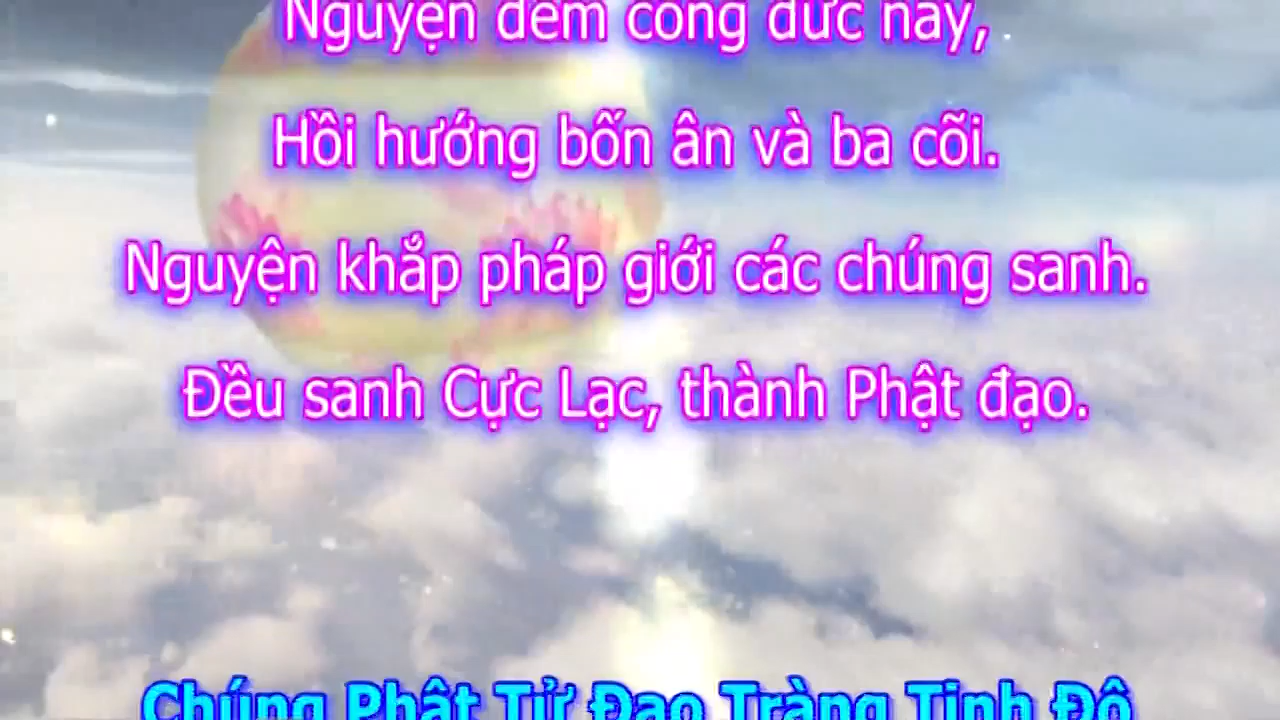 Nguyện đem công đức này,
Hồi hướng bốn ân và ba cõi.
Nguyện khắp pháp giới các chúng sanh.
Đều sanh Cực Lạc, thành Phật đạo.
Chúng Phật Tử Đạo Tràng Tịnh Độ